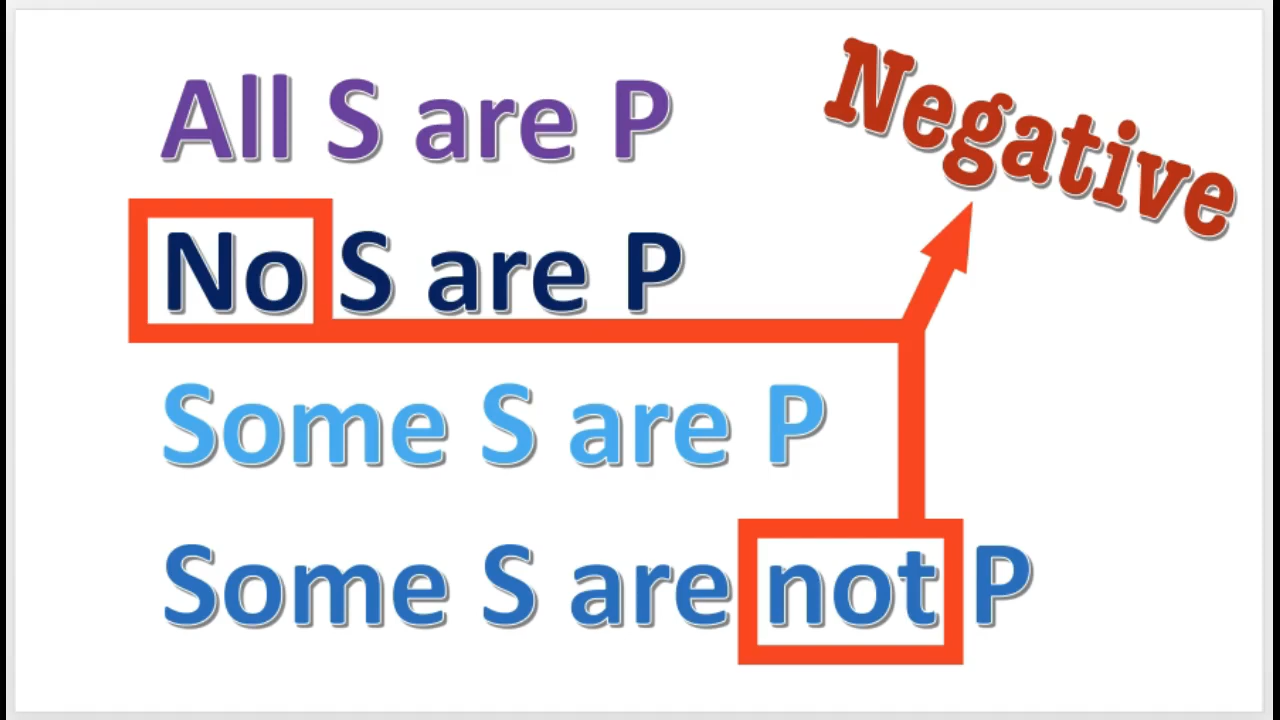 All S are P
Negative
No S are P
Some S are P
Some S are not P